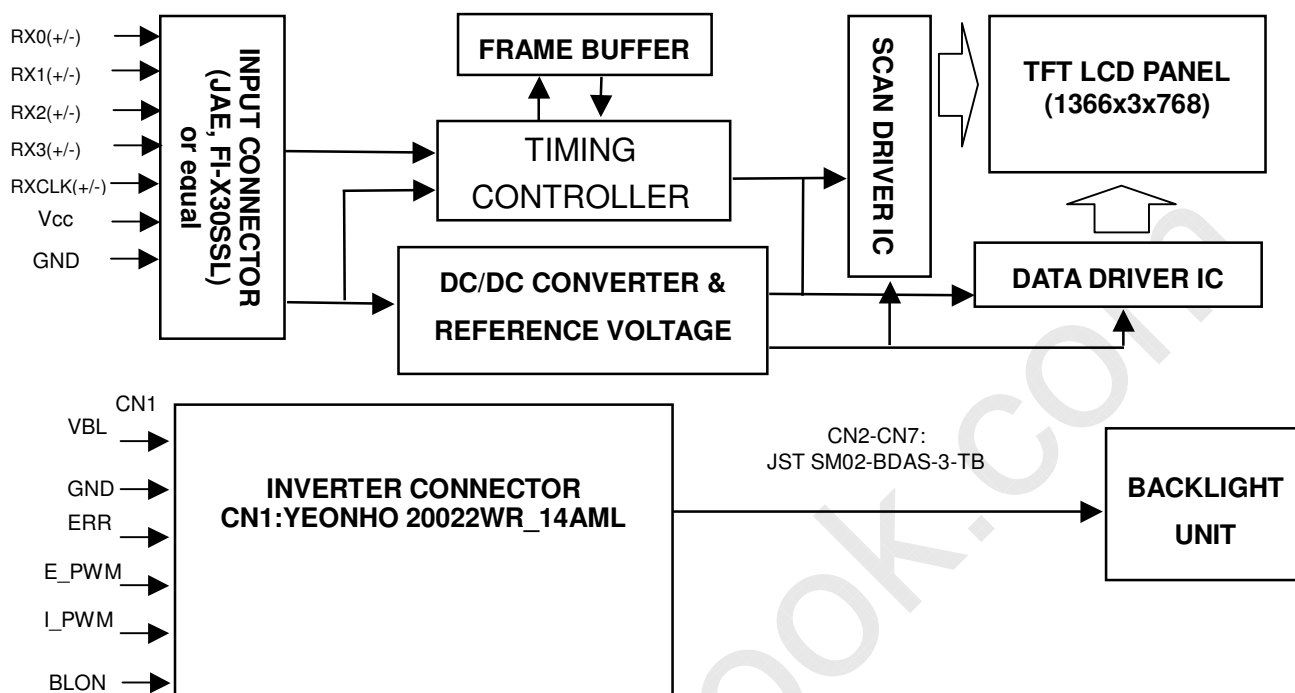 RX0(+/-)
RX1(+/-)
RX2(+/-)
RX3(+/-)
RXCLK(+/-)
Vcc
GND
INPUT CONNECTOR
(JAE, FI-X30SSL)
or equal
FRAME BUFFER
TIMING
CONTROLLER
DC/DC CONVERTER &
REFERENCE VOLTAGE
SCAN DRIVER IC
TFT LCD PANEL
(1366x3x768)
DATA DRIVER IC
CN1
VBL
GND
ERR
E_PWM
I_PWM
BLON
INVERTER CONNECTOR
CN1:YEONHO 20022WR_14AML
CN2-CN7:
JST SM02-BDAS-3-TB
BACKLIGHT
UNIT